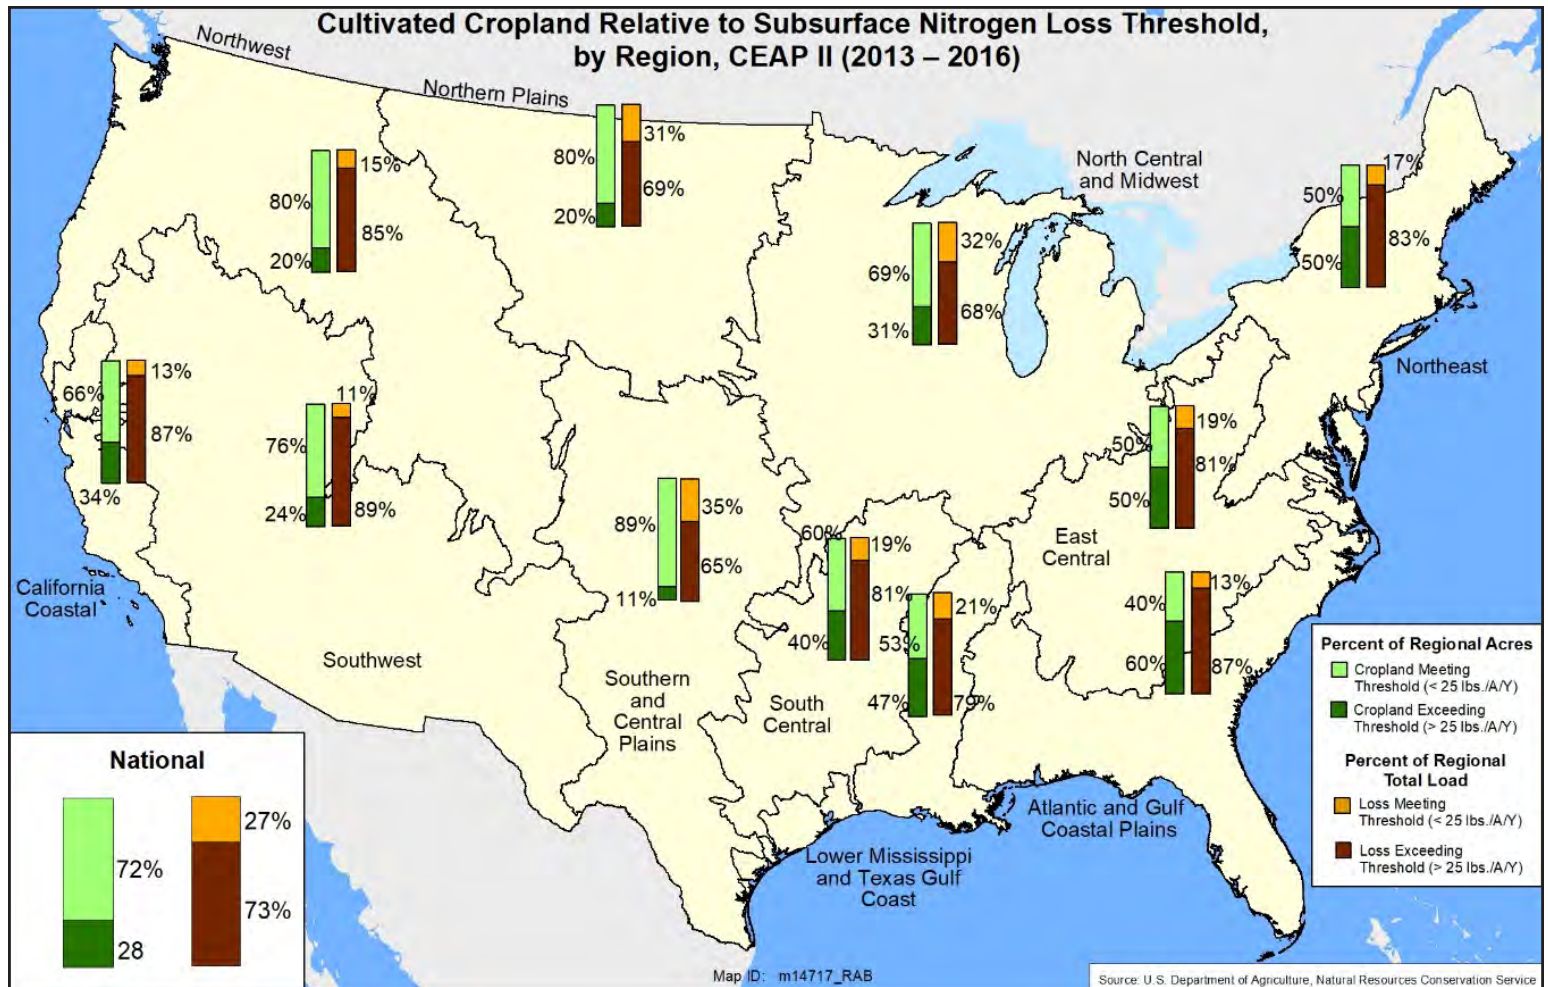 Cultivated Cropland Relative to Subsurface Nitrogen Loss Threshold,
by Region, CEAP II (2013 – 2016)
Northwest
Northern Plains
80%
20%
15%
85%
80%
20%
31%
69%
North Central
and Midwest
69%
31%
32%
68%
50%
50%
17%
83%
Northeast
66%
34%
13%
87%
California
Coastal
76%
24%
11%
89%
Southwest
89%
11%
35%
65%
Southern
and
Central
Plains
60%
40%
19%
81%
South
Central
53%
47%
21%
79%
Lower Mississippi
and Texas Gulf
Coast
50%
50%
19%
81%
East
Central
40%
60%
13%
87%
Atlantic and Gulf
Coastal Plains
National
72%
28
27%
73%
Percent of Regional Acres
Cropland Meeting
Threshold (< 25 lbs./A/Y)
Cropland Exceeding
Threshold (> 25 lbs./A/Y)
Percent of Regional
Total Load
Loss Meeting
Threshold (< 25 lbs./A/Y)
Loss Exceeding
Threshold (> 25 lbs./A/Y)
Map ID: m14717_RAB
Source: U.S. Department of Agriculture, Natural Resources Conservation Service